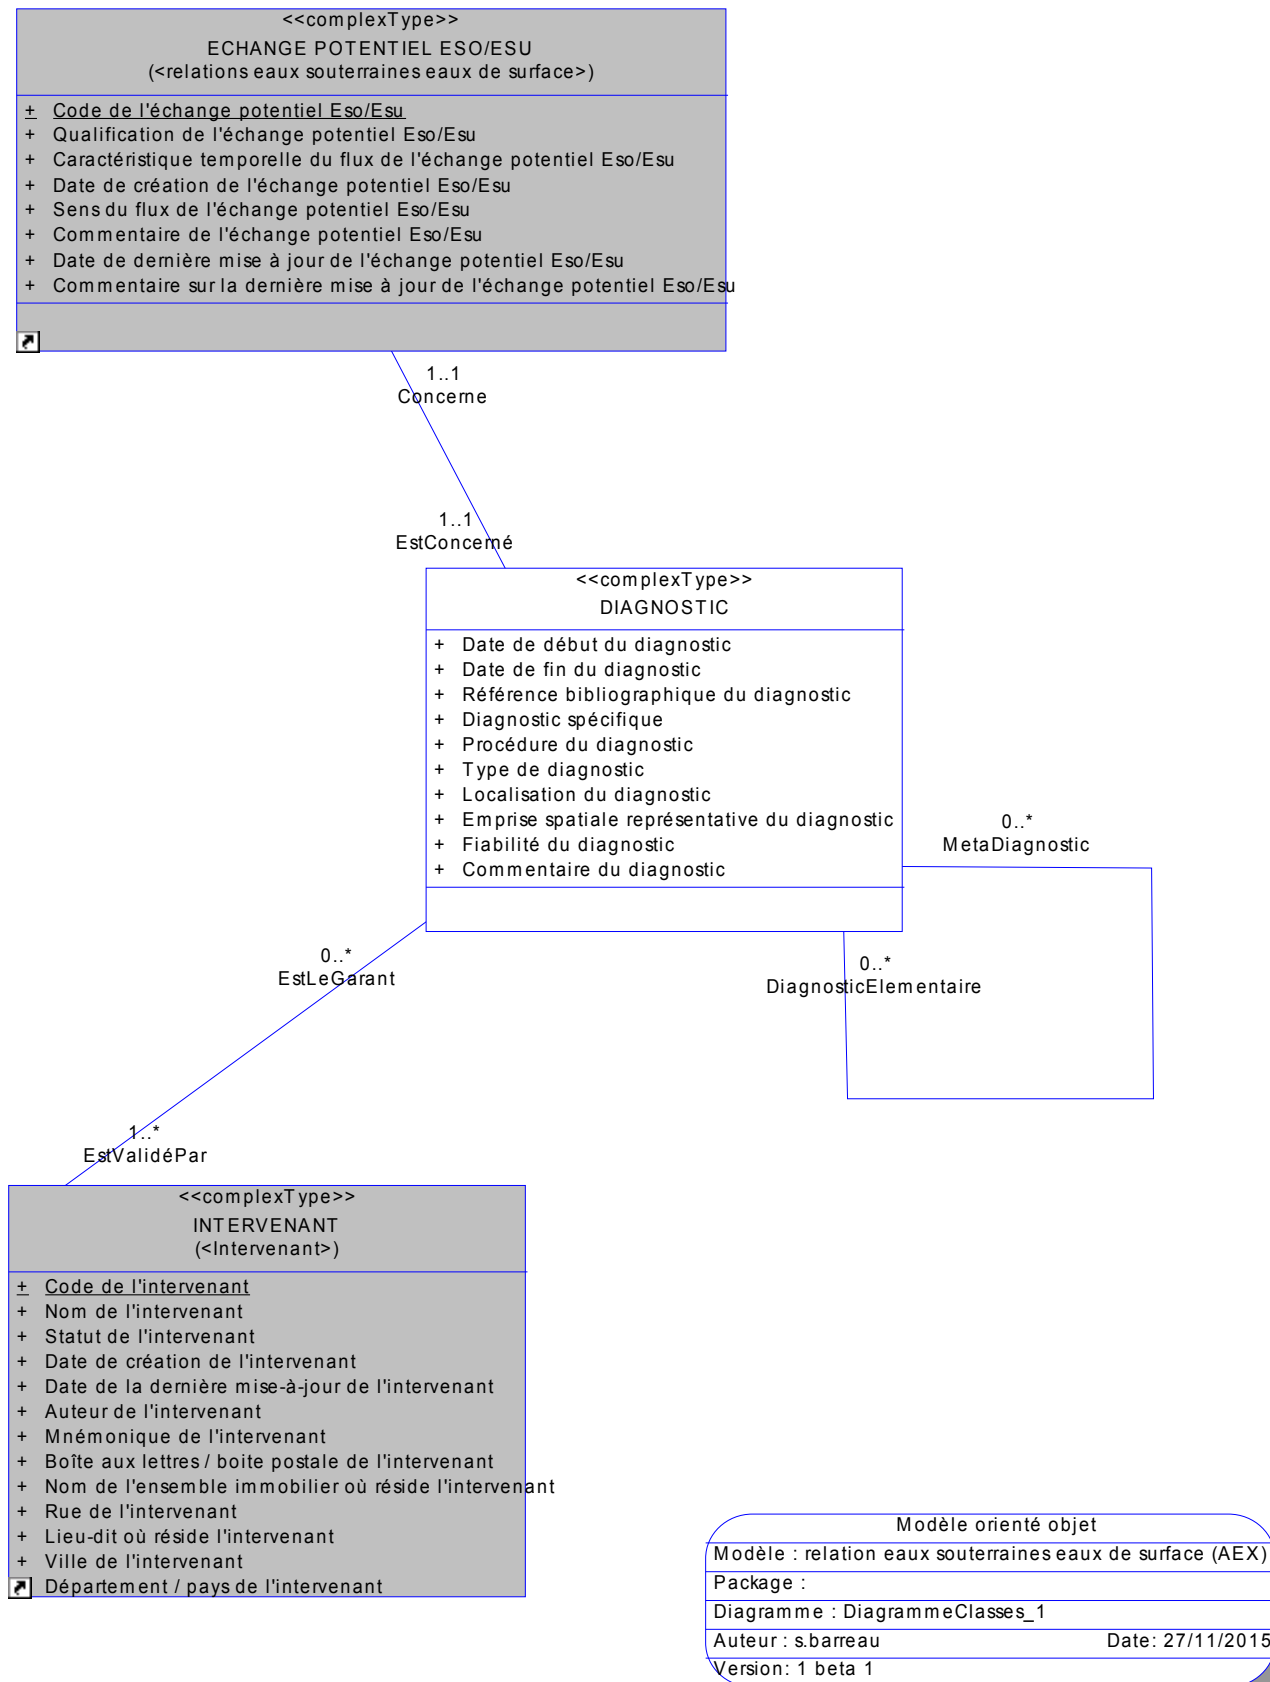 <<complexType>>
ECHANGE POTENTIEL ESO/ESU
(<relations eaux souterraines eaux de surface>)
+ Code de l'échange potentiel Eso/Esu
+ Qualification de l'échange potentiel Eso/Esu
+ Caractéristique temporelle du flux de l'échange potentiel Eso/Esu
+ Date de création de l'échange potentiel Eso/Esu
+ Sens du flux de l'échange potentiel Eso/Esu
+ Commentaire de l'échange potentiel Eso/Esu
+ Date de dernière mise à jour de l'échange potentiel Eso/Esu
+ Commentaire sur la dernière mise à jour de l'échange potentiel Eso/Esu
1..1
Concerne
1..1
EstConcerné
<<complexType>>
DIAGNOSTIC
+ Date de début du diagnostic
+ Date de fin du diagnostic
+ Référence bibliographique du diagnostic
+ Diagnostic spécifique
+ Procédure du diagnostic
+ Type de diagnostic
+ Localisation du diagnostic
+ Emprise spatiale représentative du diagnostic
+ Fiabilité du diagnostic
+ Commentaire du diagnostic
0..*
MetaDiagnostic
0..*
DiagnosticElementaire
0..*
EstLeGarant
1..*
EstValidéPar
<<complexType>>
INTERVENANT
(<Intervenant>)
+ Code de l'intervenant
+ Nom de l'intervenant
+ Statut de l'intervenant
+ Date de création de l'intervenant
+ Date de la dernière mise-à-jour de l'intervenant
+ Auteur de l'intervenant
+ Mnémonique de l'intervenant
+ Boîte aux lettres / boite postale de l'intervenant
+ Nom de l'ensemble immobilier où réside l'intervenant
+ Rue de l'intervenant
+ Lieu-dit où réside l'intervenant
+ Ville de l'intervenant
Département / pays de l'intervenant
Modèle orienté objet
Modèle : relation eaux souterraines eaux de surface (AEX)
Package :
Diagramme : DiagrammeClasses_1
Auteur : s.barreau Date: 27/11/2015
Version: 1 beta 1